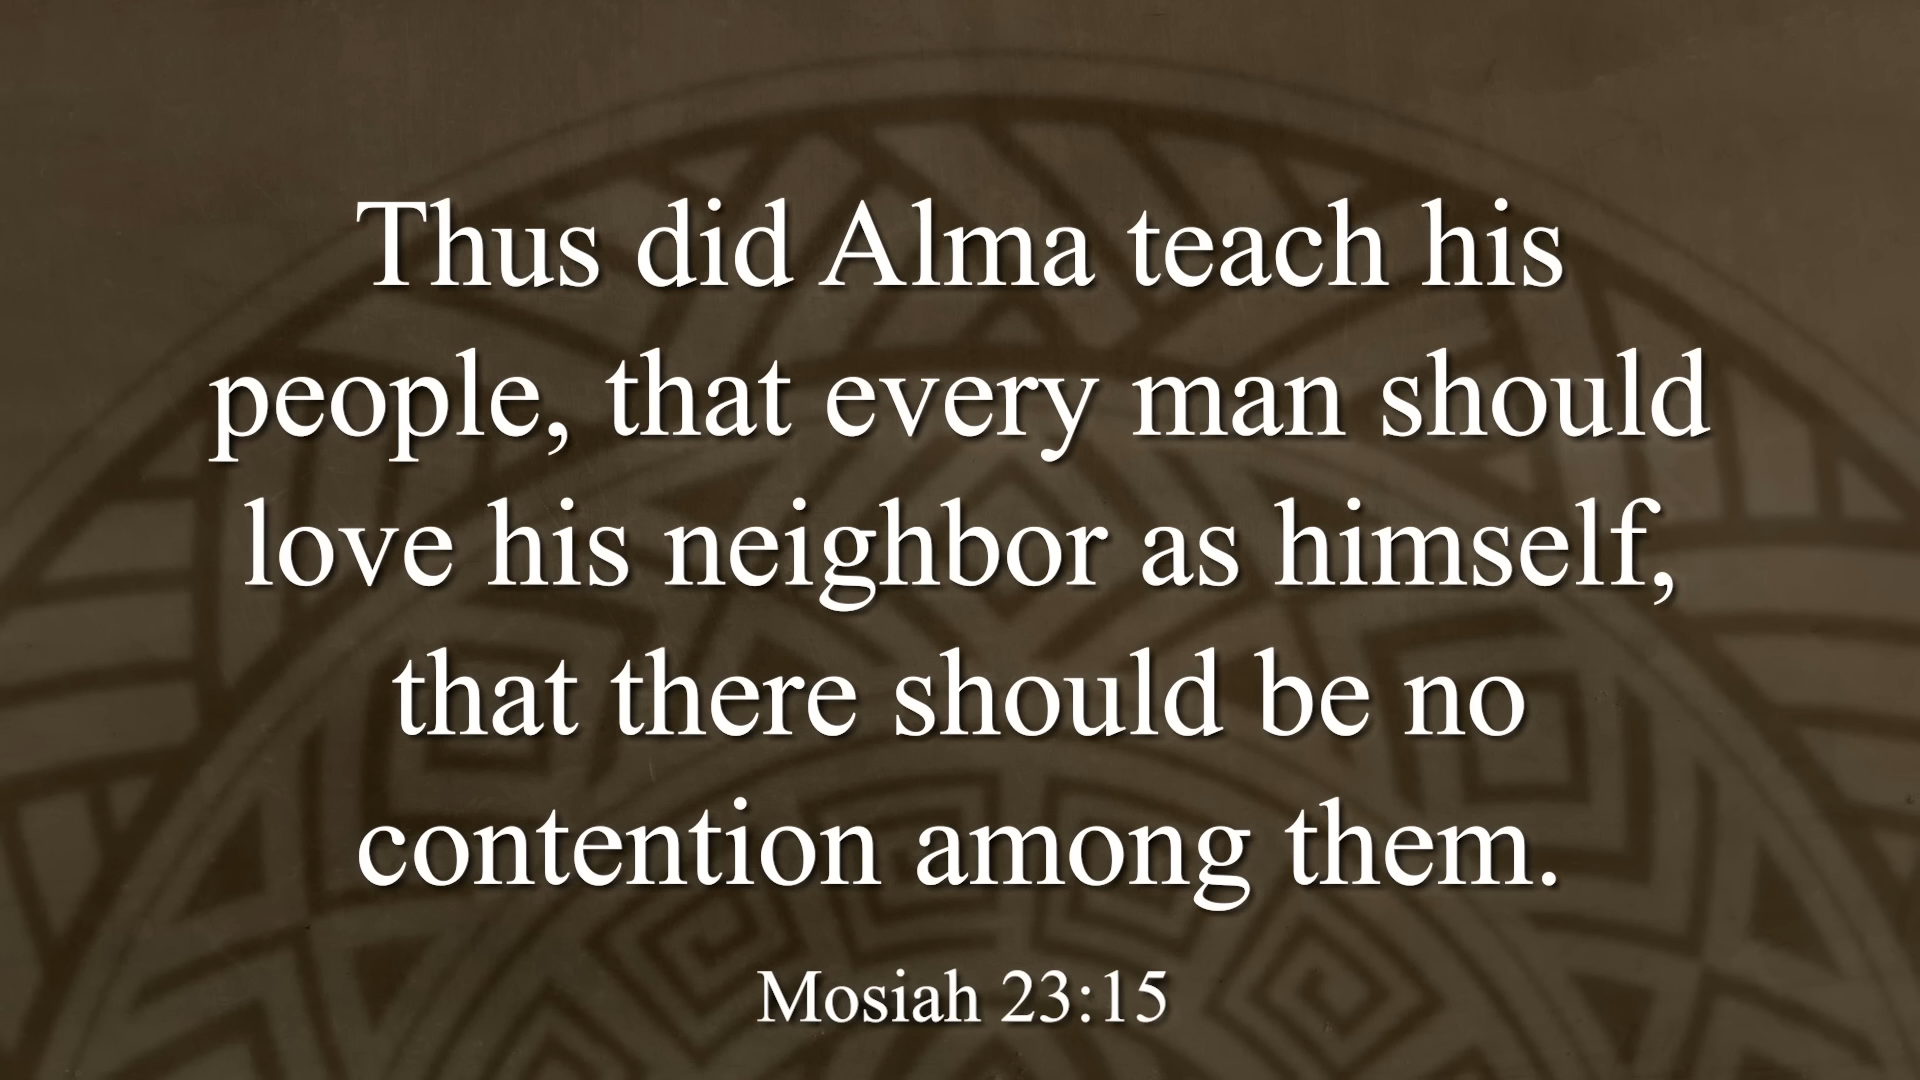 Thus did Alma teach his
people, that every man should
love his neighbor as himself,
that there should be no
contention among them.
Mosiah 23:15